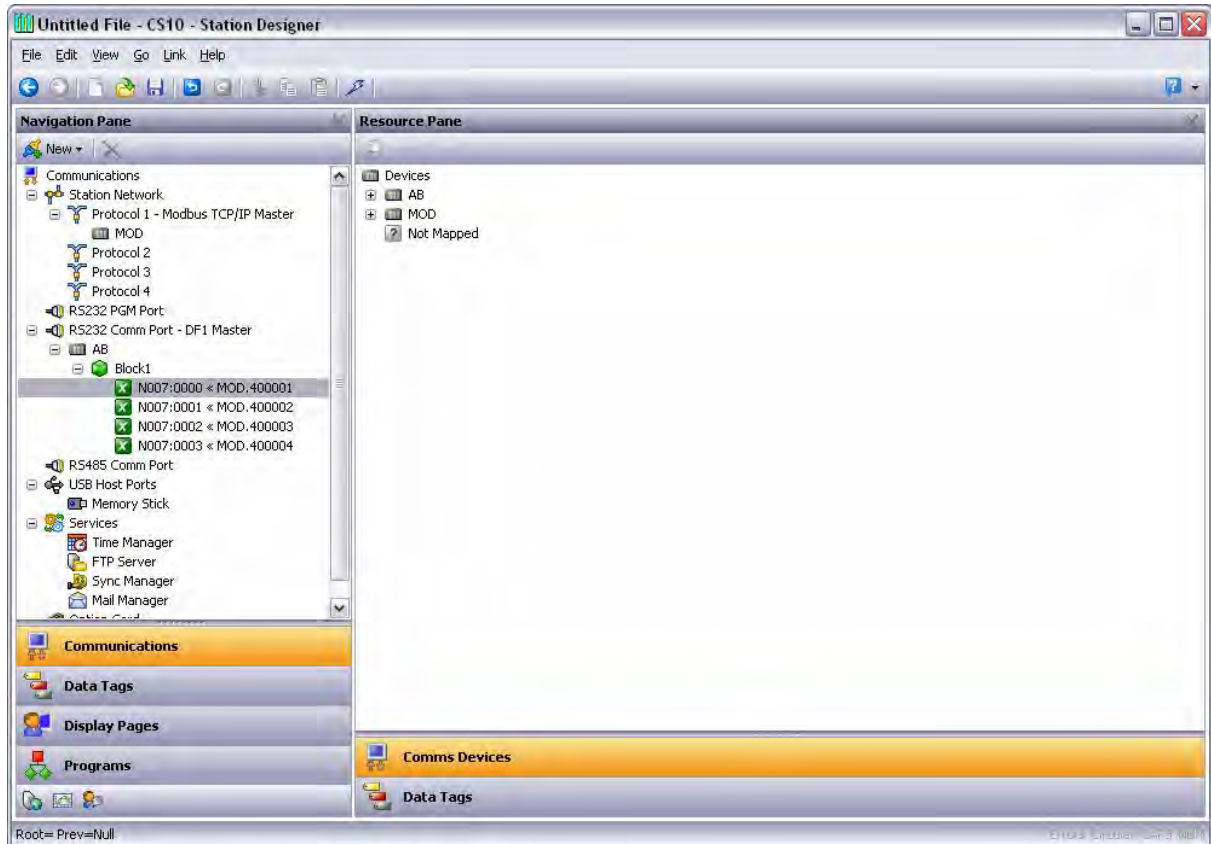 Untitled File - CS10 - Station Designer
File Edit View Go Link Help
Navigation Pane
New
Communications
Station Network
Protocol 1 - Modbus TCP/IP Master
MOD
Protocol 2
Protocol 3
Protocol 4
RS232 PGM Port
RS232 Comm Port - DF1 Master
AB
Block1
N007:0000 « MOD.400001
N007:0001 « MOD.400002
N007:0002 « MOD.400003
N007:0003 « MOD.400004
RS485 Comm Port
USB Host Ports
Memory Stick
Services
Time Manager
FTP Server
Sync Manager
Mail Manager
Option Card
Communications
Data Tags
Display Pages
Programs
Resource Pane
Devices
AB
MOD
Not Mapped
Comms Devices
Data Tags
Root= Prev=Null